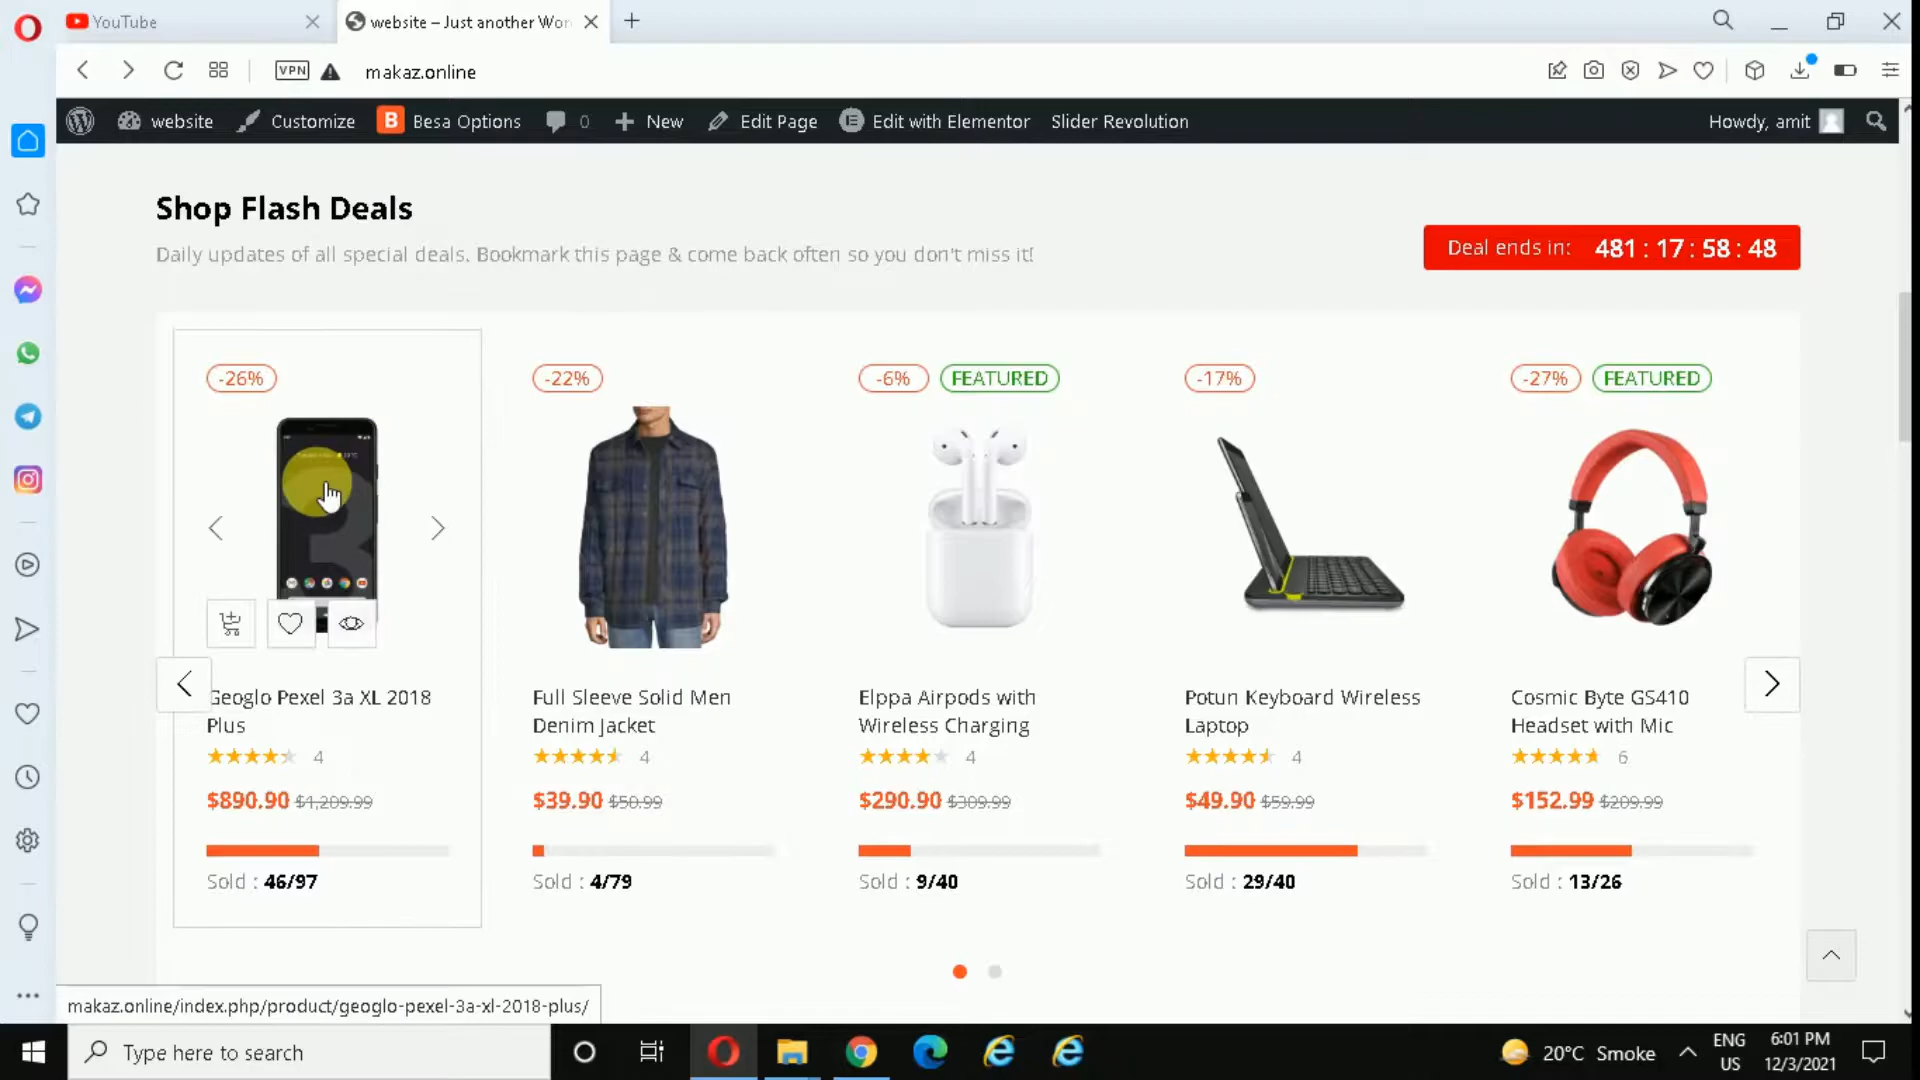 YouTube
website – Just another Wor
VPN
makaz.online
website
Customize
B
Besa Options
0
New
Edit Page
Edit with Elementor
Slider Revolution
Howdy, amit
Shop Flash Deals
Daily updates of all special deals. Bookmark this page & come back often so you don't miss it!
Deal ends in: 481 : 17 : 58 : 48
-26%
-22%
-6%
FEATURED
-17%
-27%
FEATURED
Geoglo Pexel 3a XL 2018
Plus
4
$890.90 $1,209.99
Sold : 46/97
Full Sleeve Solid Men
Denim Jacket
4
$39.90 $50.99
Sold : 4/79
Elppa Airpods with
Wireless Charging
4
$290.90 $309.99
Sold : 9/40
Potun Keyboard Wireless
Laptop
4
$49.90 $59.99
Sold : 29/40
Cosmic Byte GS410
Headset with Mic
6
$152.99 $209.99
Sold : 13/26
makaz.online/index.php/product/geoglo-pexel-3a-xl-2018-plus/
Type here to search
20°C Smoke
ENG
US
6:01 PM
12/3/2021